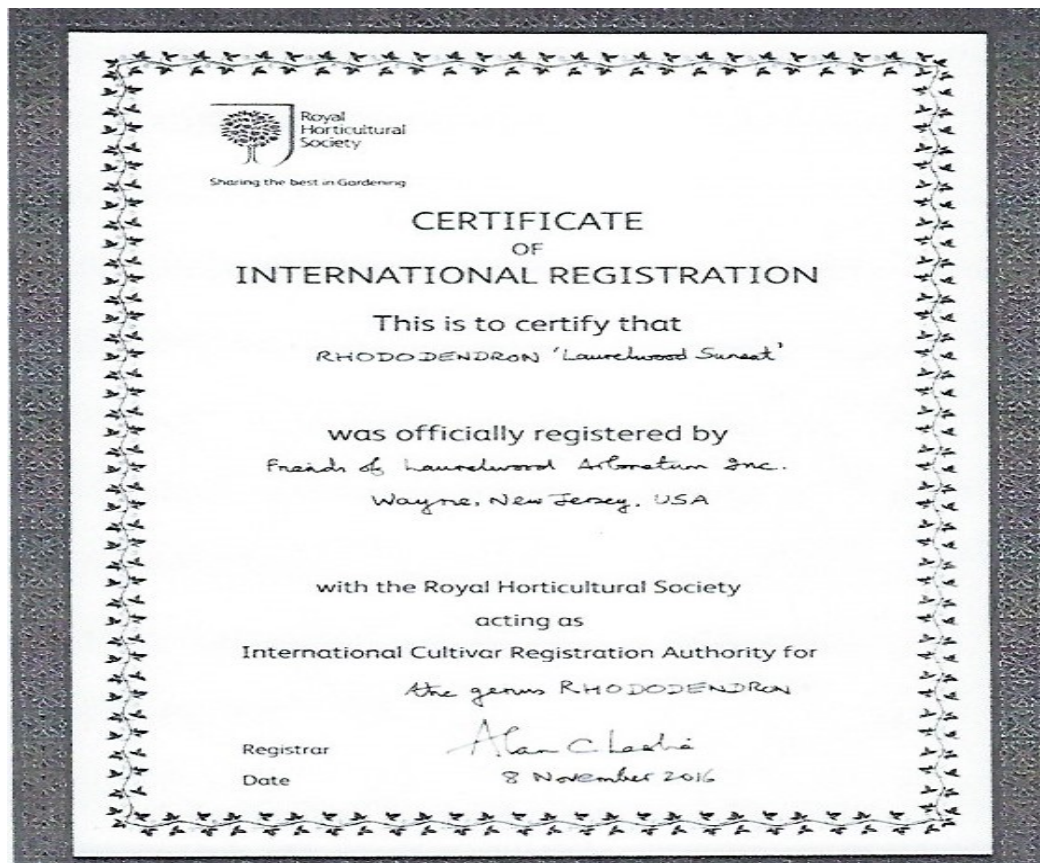 Royal
Horticultural
Society
Sharing the best in Gardening
CERTIFICATE
OF
INTERNATIONAL REGISTRATION
This is to certify that
RHODODENDRON 'Laurelwood Sunset'
was officially registered by
Friends of Laurelwood Arboretum Inc.
Wayne, New Jersey, USA
with the Royal Horticultural Society
acting as
International Cultivar Registration Authority for
the genus RHODODENDRON
Registrar Alan C. Leslie
Date 8 November 2016